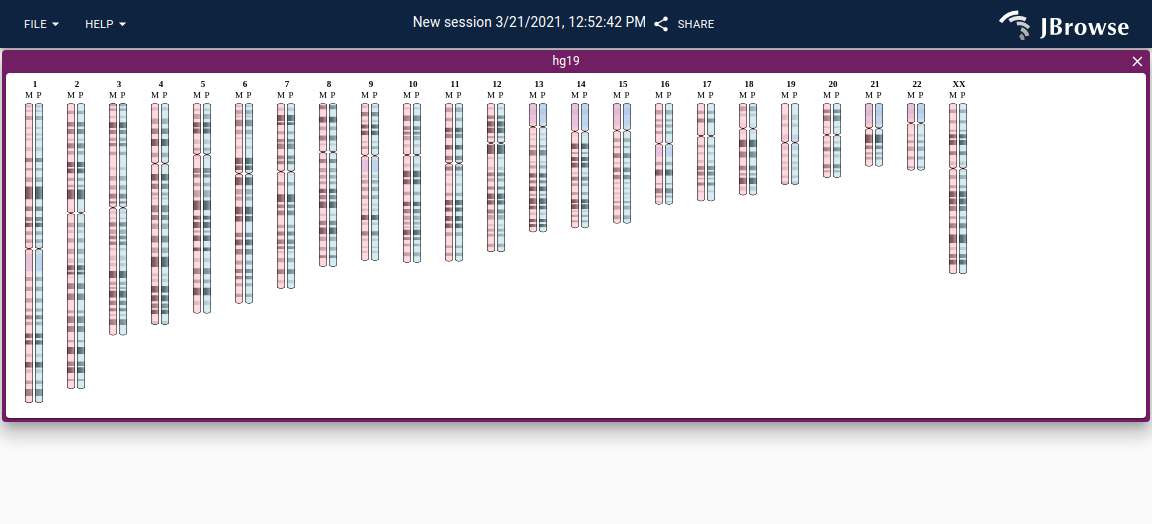 FILE HELP New session 3/21/2021, 12:52:42 PM SHARE JBrowse
hg19
1 2 3 4 5 6 7 8 9 10 11 12 13 14 15 16 17 18 19 20 21 22 XX
M P M P M P M P M P M P M P M P M P M P M P M P M P M P M P M P M P M P M P M P M P M P M P